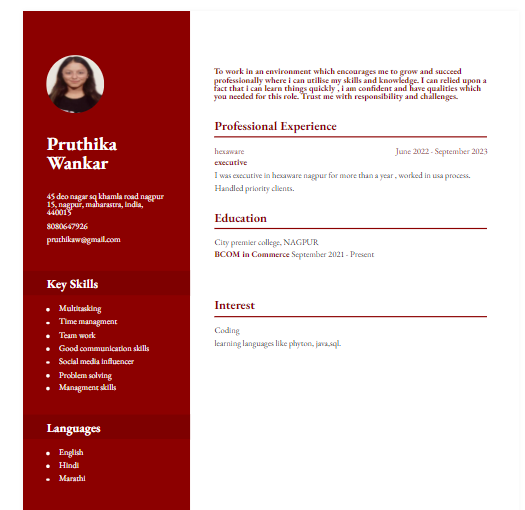 Pruthika
Wankar
45 deo nagar sq khamla road nagpur
15, nagpur, maharastra, india,
440015
8080647926
pruthikaw@gmail.com
Key Skills
Multitasking
Time managment
Team work
Good communication skills
Social media influencer
Problem solving
Managment skills
Languages
English
Hindi
Marathi
To work in an environment which encourages me to grow and succeed
professionally where i can utilise my skills and knowledge. I can relied upon a
fact that i can learn things quickly , i am confident and have qualities which
you needed for this role. Trust me with responsibility and challenges.
Professional Experience
hexaware June 2022 - September 2023
executive
I was executive in hexaware nagpur for more than a year , worked in usa process.
Handled priority clients.
Education
City premier college, NAGPUR
BCOM in Commerce September 2021 - Present
Interest
Coding
learning languages like phyton, java,sql.